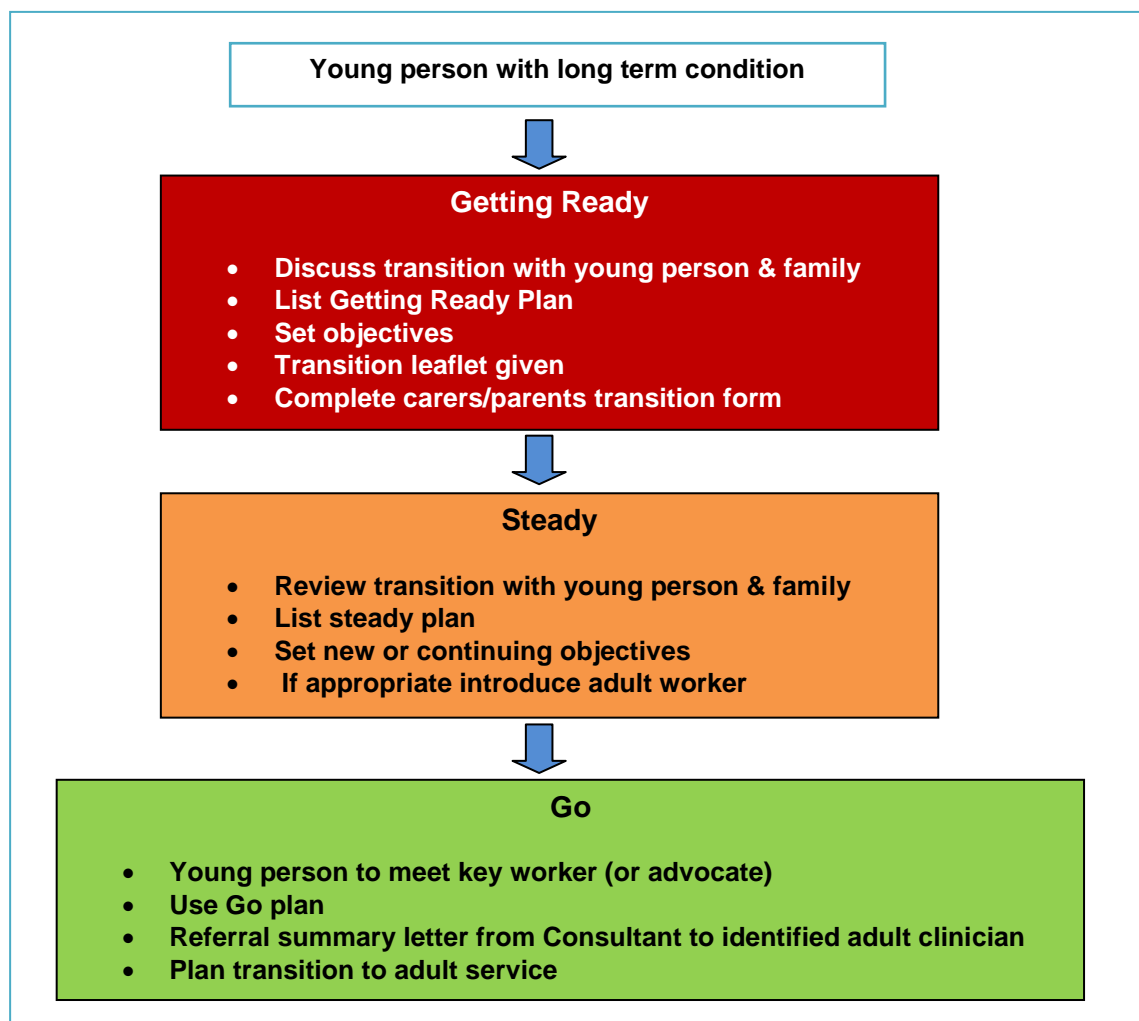 Young person with long term condition
Getting Ready
• Discuss transition with young person & family
• List Getting Ready Plan
• Set objectives
• Transition leaflet given
• Complete carers/parents transition form
Steady
• Review transition with young person & family
• List steady plan
• Set new or continuing objectives
• If appropriate introduce adult worker
Go
• Young person to meet key worker (or advocate)
• Use Go plan
• Referral summary letter from Consultant to identified adult clinician
• Plan transition to adult service